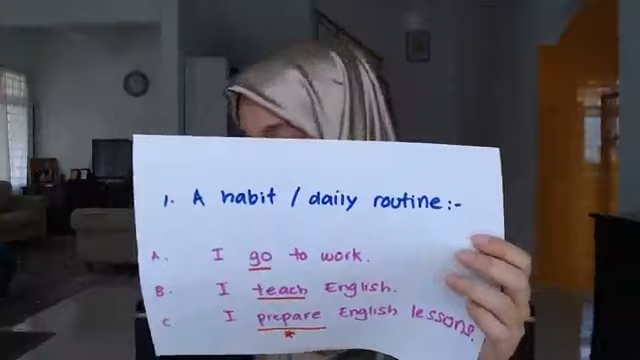 1. A habit / daily routine:-
A. I go to work.
B. I teach English.
C I prepare English lessons.
*